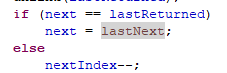 if (next == lastReturned)
next = lastNext;
else
nextIndex--;